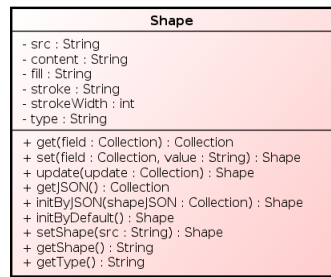 Shape
- src : String
- content : String
- fill : String
- stroke : String
- strokeWidth : int
- type : String
+ get(field : Collection) : Collection
+ set(field : Collection, value : String) : Shape
+ update(update : Collection) : Shape
+ getJSON() : Collection
+ initByJSON(shapeJSON : Collection) : Shape
+ initByDefault() : Shape
+ setShape(src : String) : Shape
+ getShape() : String
+ getType() : String